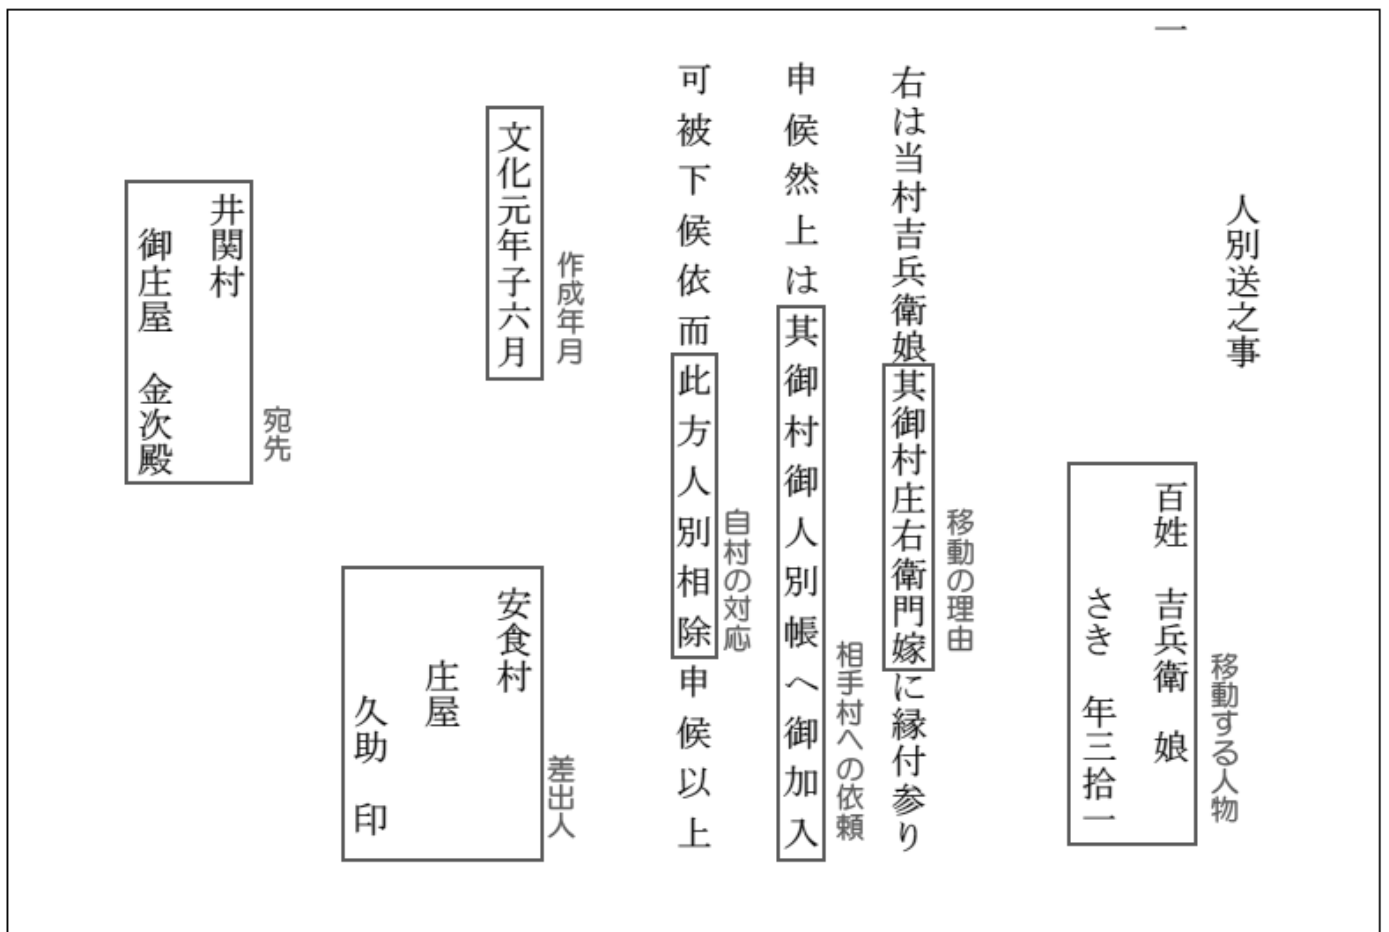 人別送之事
一
百姓　吉兵衛　娘
さき　年三拾一
移動する人物
右は当村吉兵衛娘其御村庄右衛門嫁に縁付参り
移動の理由
申候然上は其御村御人別帳へ御加入
相手村への依頼
可被下候依而此方人別相除申候以上
自村の対応
文化元年子六月
作成年月
安食村
庄屋
久助　印
差出人
井関村
御庄屋　金次殿
宛先